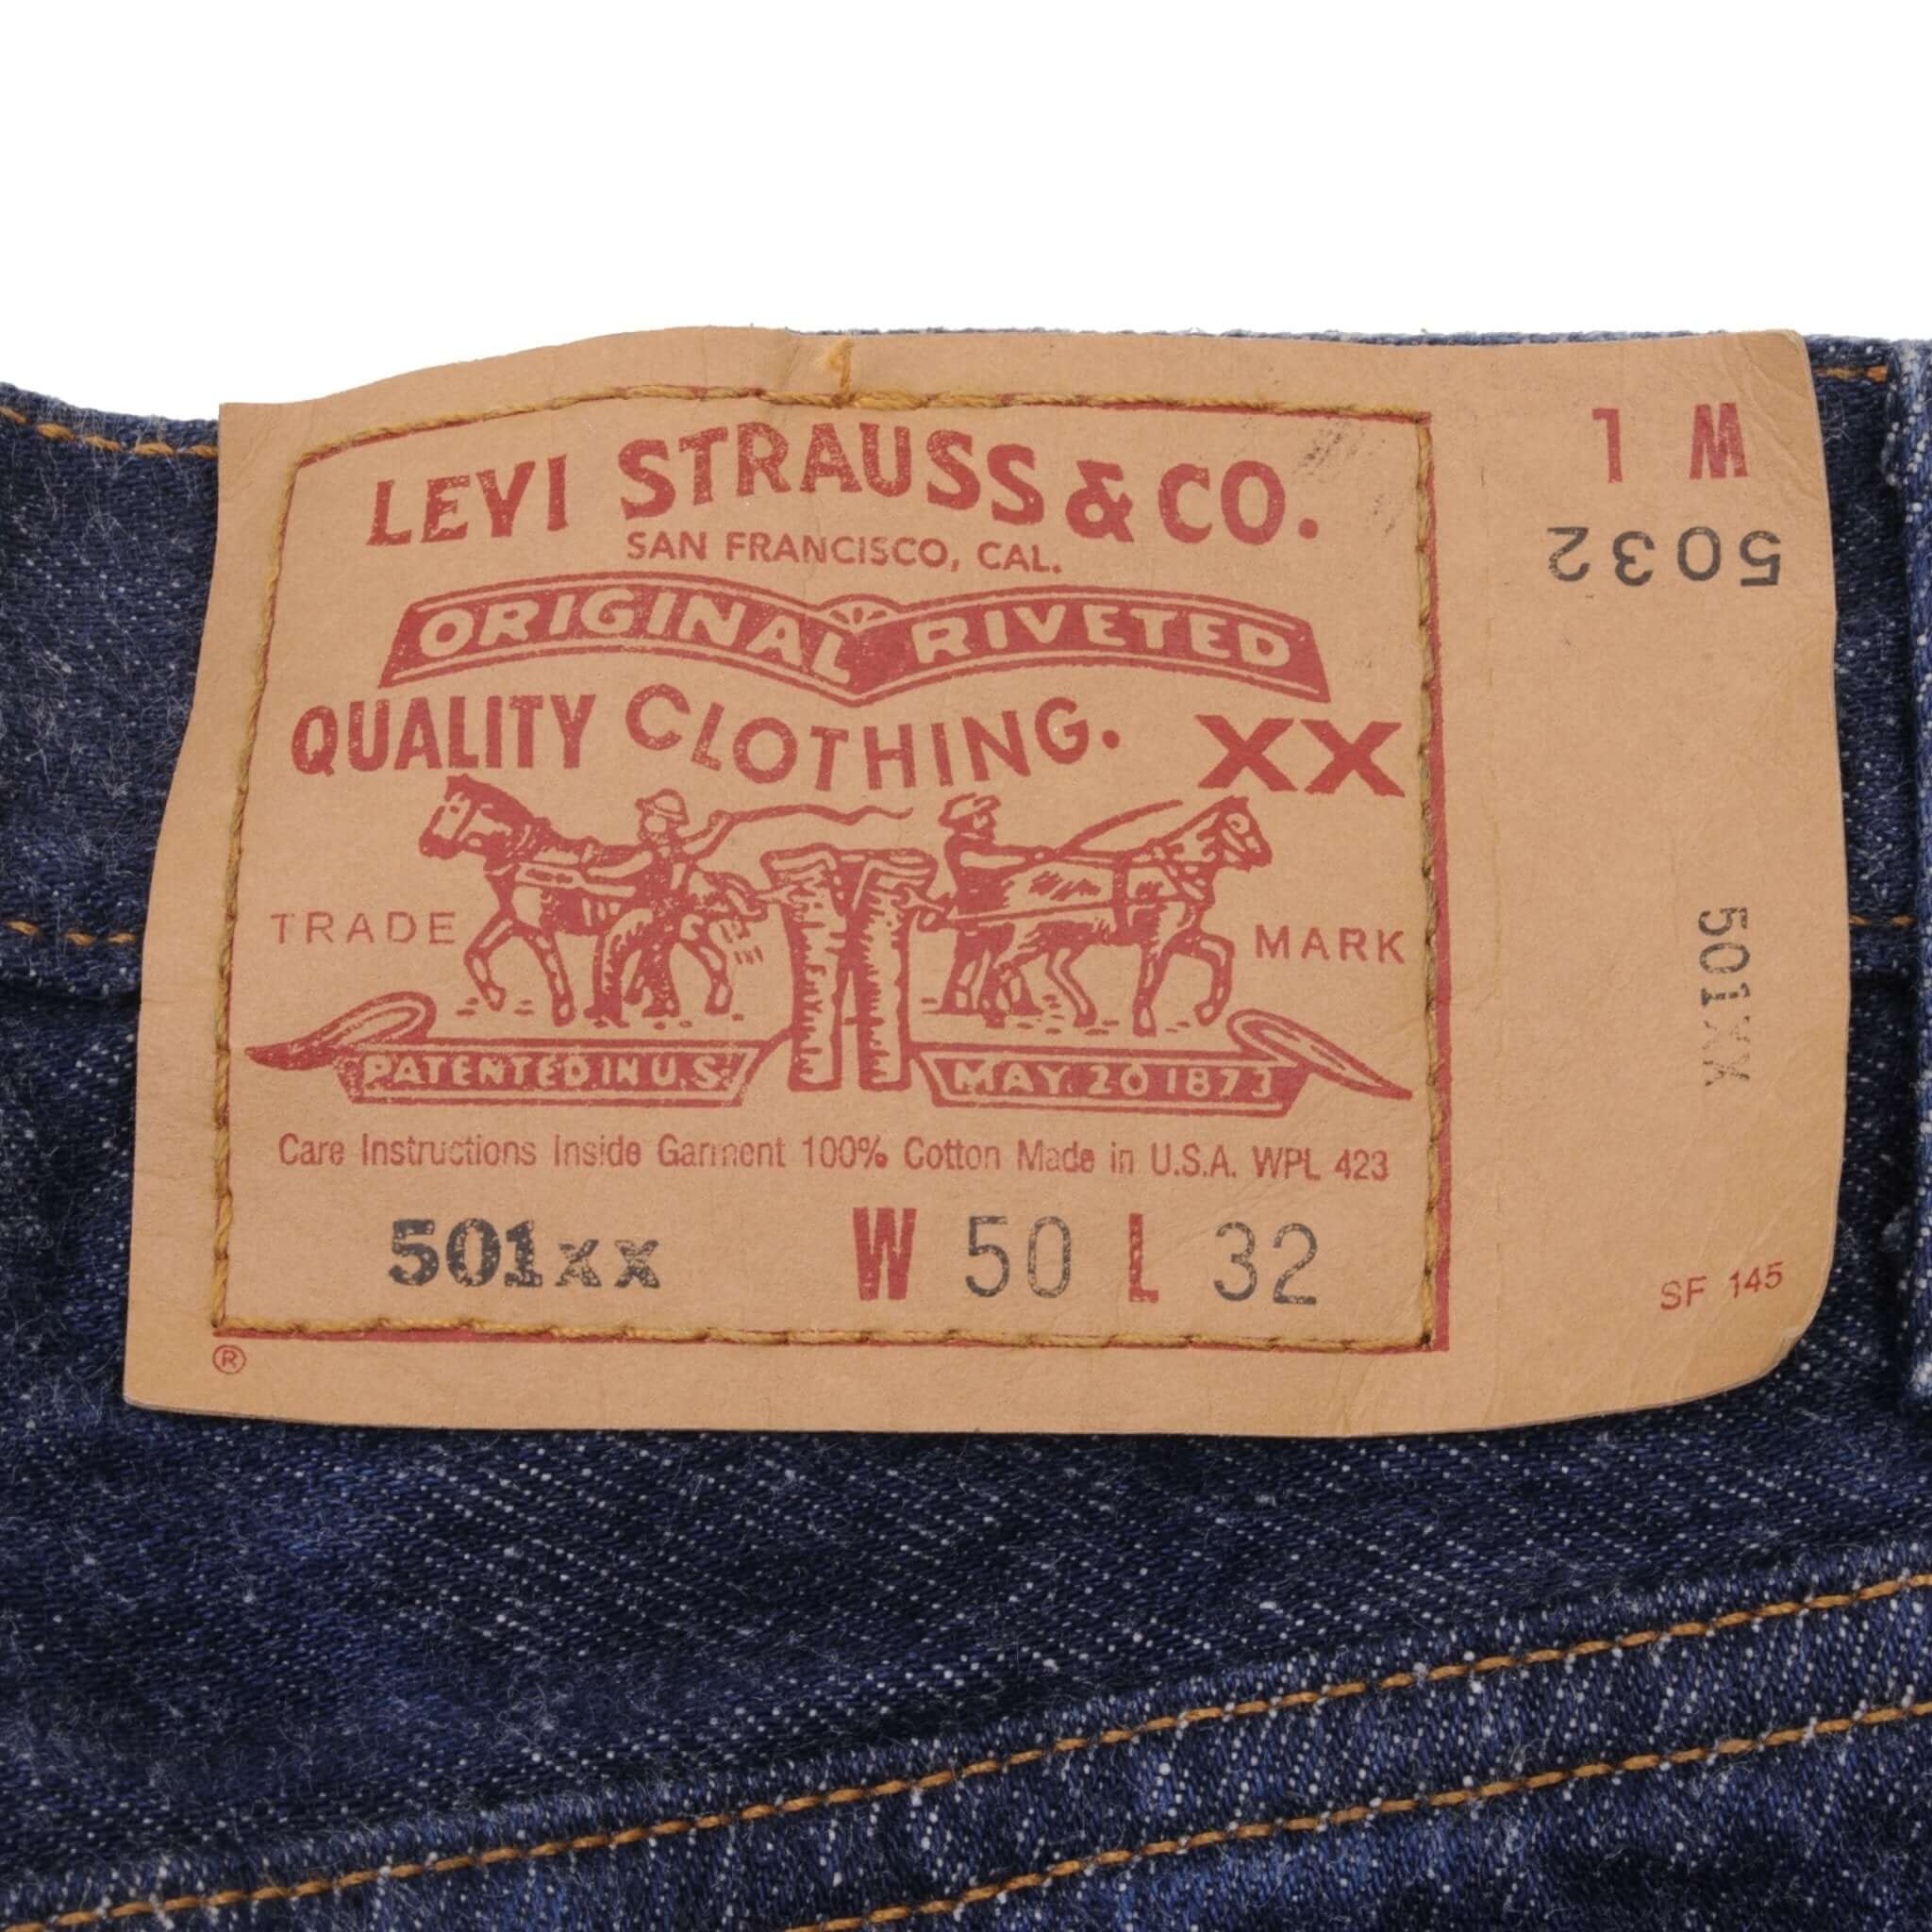 LEVI STRAUSS & CO.
SAN FRANCISCO, CAL.
ORIGINAL RIVETED
QUALITY CLOTHING. XX
TRADE MARK
PATENTED IN U.S.
MAY 20 1873
Care Instructions Inside Garment 100% Cotton Made in U.S.A. WPL 423
501xx W 50 L 32
®
W L
5032
501XX
SF 145